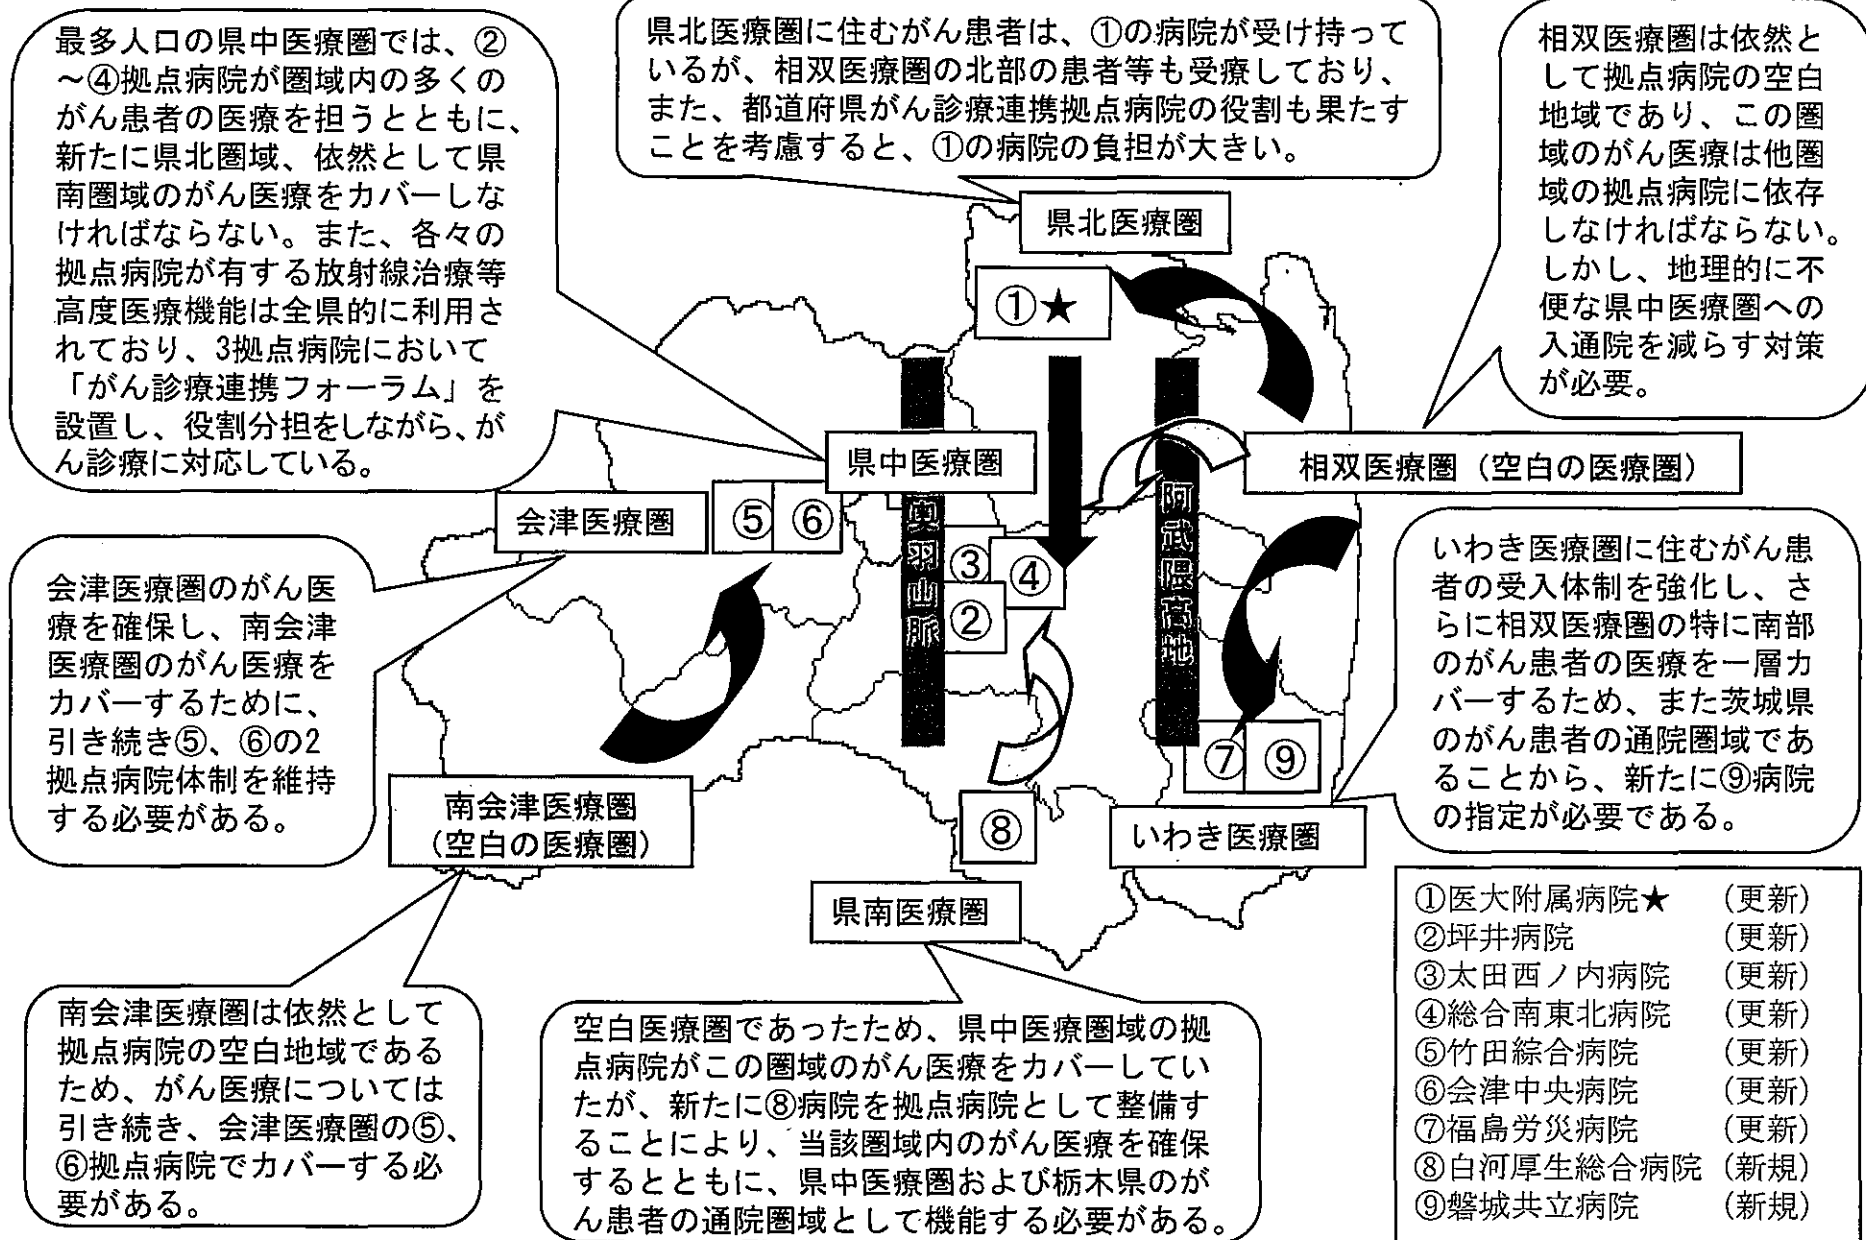 最多人口の県中医療圏では、②
～④拠点病院が圏域内の多くの
がん患者の医療を担うとともに、
新たに県北圏域、依然として県
南圏域のがん医療をカバーしな
ければならない。また、各々の
拠点病院が有する放射線治療等
高度医療機能は全県的に利用さ
れており、3拠点病院において
「がん診療連携フォーラム」を
設置し、役割分担をしながら、が
ん診療に対応している。
県北医療圏に住むがん患者は、①の病院が受け持って
いるが、相双医療圏の北部の患者等も受療しており、
また、都道府県がん診療連携拠点病院の役割も果たす
ことを考慮すると、①の病院の負担が大きい。
相双医療圏は依然と
して拠点病院の空白
地域であり、この圏
域のがん医療は他圏
域の拠点病院に依存
しなければならない。
しかし、地理的に不
便な県中医療圏への
入通院を減らす対策
が必要。
県北医療圏
①★
県中医療圏
相双医療圏（空白の医療圏）
会津医療圏
⑤
⑥
奥羽山脈
③
④
②
阿武隈高地
会津医療圏のがん医
療を確保し、南会津
医療圏のがん医療を
カバーするために、
引き続き⑤、⑥の2
拠点病院体制を維持
する必要がある。
いわき医療圏に住むがん患
者の受入体制を強化し、さ
らに相双医療圏の特に南部
のがん患者の医療を一層カ
バーするため、また茨城県
のがん患者の通院圏域であ
ることから、新たに⑨病院
の指定が必要である。
⑦
⑨
南会津医療圏
（空白の医療圏）
⑧
いわき医療圏
県南医療圏
南会津医療圏は依然として
拠点病院の空白地域である
ため、がん医療については
引き続き、会津医療圏の⑤、
⑥拠点病院でカバーする必
要がある。
空白医療圏であったため、県中医療圏域の拠
点病院がこの圏域のがん医療をカバーしてい
たが、新たに⑧病院を拠点病院として整備す
ることにより、当該圏域内のがん医療を確保
するとともに、県中医療圏および栃木県のが
ん患者の通院圏域として機能する必要がある。
①医大附属病院★　（更新）
②坪井病院　（更新）
③太田西ノ内病院　（更新）
④総合南東北病院　（更新）
⑤竹田綜合病院　（更新）
⑥会津中央病院　（更新）
⑦福島労災病院　（更新）
⑧白河厚生総合病院（新規）
⑨磐城共立病院　（新規）